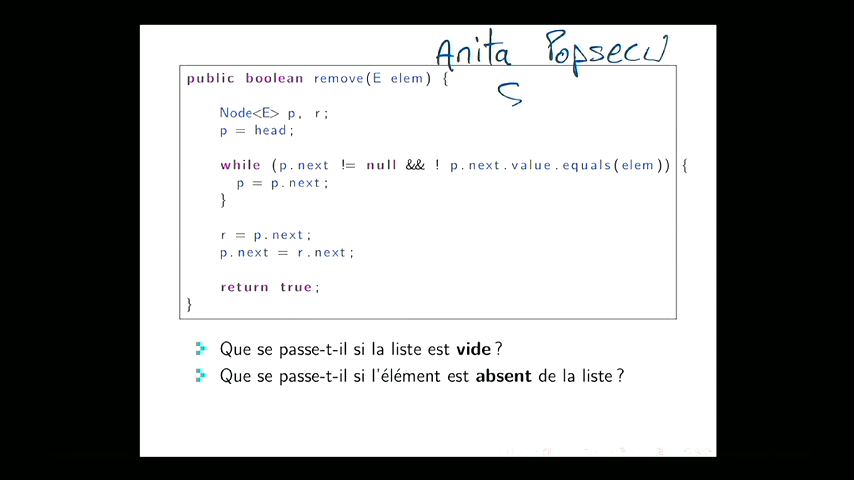 Anita Popsecu
S
public boolean remove(E elem) {
Node<E> p, r;
p = head;
while (p.next != null && ! p.next.value.equals(elem)) {
p = p.next;
}
r = p.next;
p.next = r.next;
return true;
}
Que se passe-t-il si la liste est vide ?
Que se passe-t-il si l'élément est absent de la liste ?